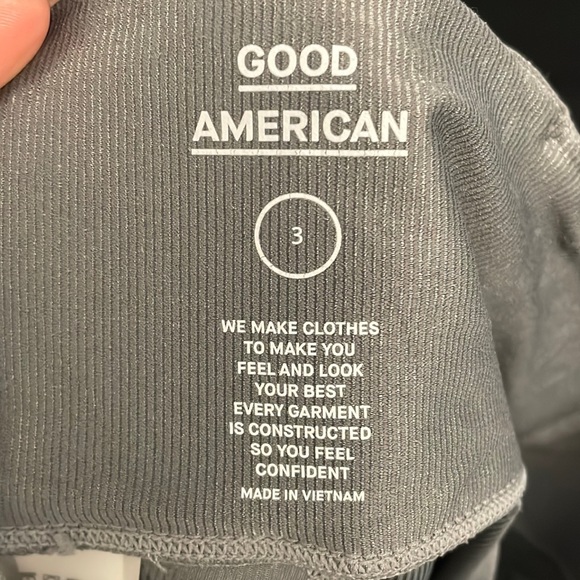 GOOD
AMERICAN
3
WE MAKE CLOTHES
TO MAKE YOU
FEEL AND LOOK
YOUR BEST
EVERY GARMENT
IS CONSTRUCTED
SO YOU FEEL
CONFIDENT
MADE IN VIETNAM